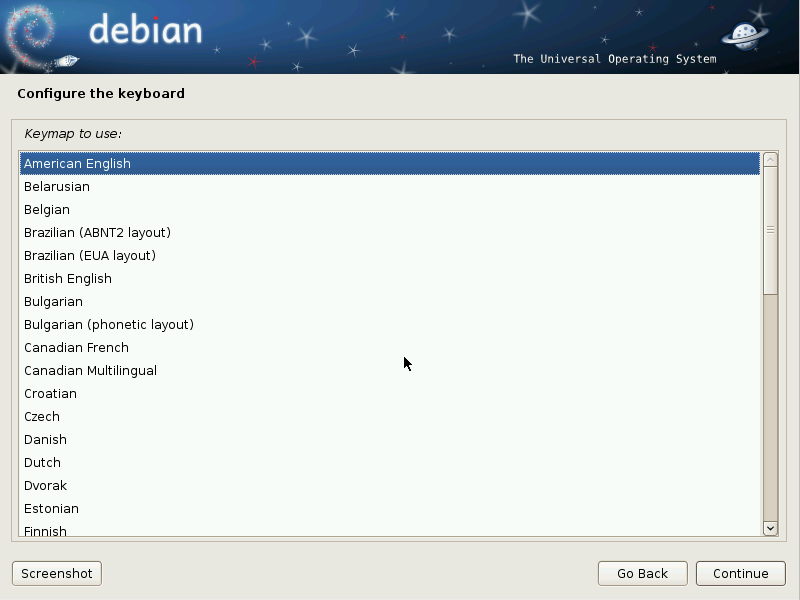 debian
The Universal Operating System
Configure the keyboard
Keymap to use:
American English
Belarusian
Belgian
Brazilian (ABNT2 layout)
Brazilian (EUA layout)
British English
Bulgarian
Bulgarian (phonetic layout)
Canadian French
Canadian Multilingual
Croatian
Czech
Danish
Dutch
Dvorak
Estonian
Finnish
Screenshot
Go Back
Continue